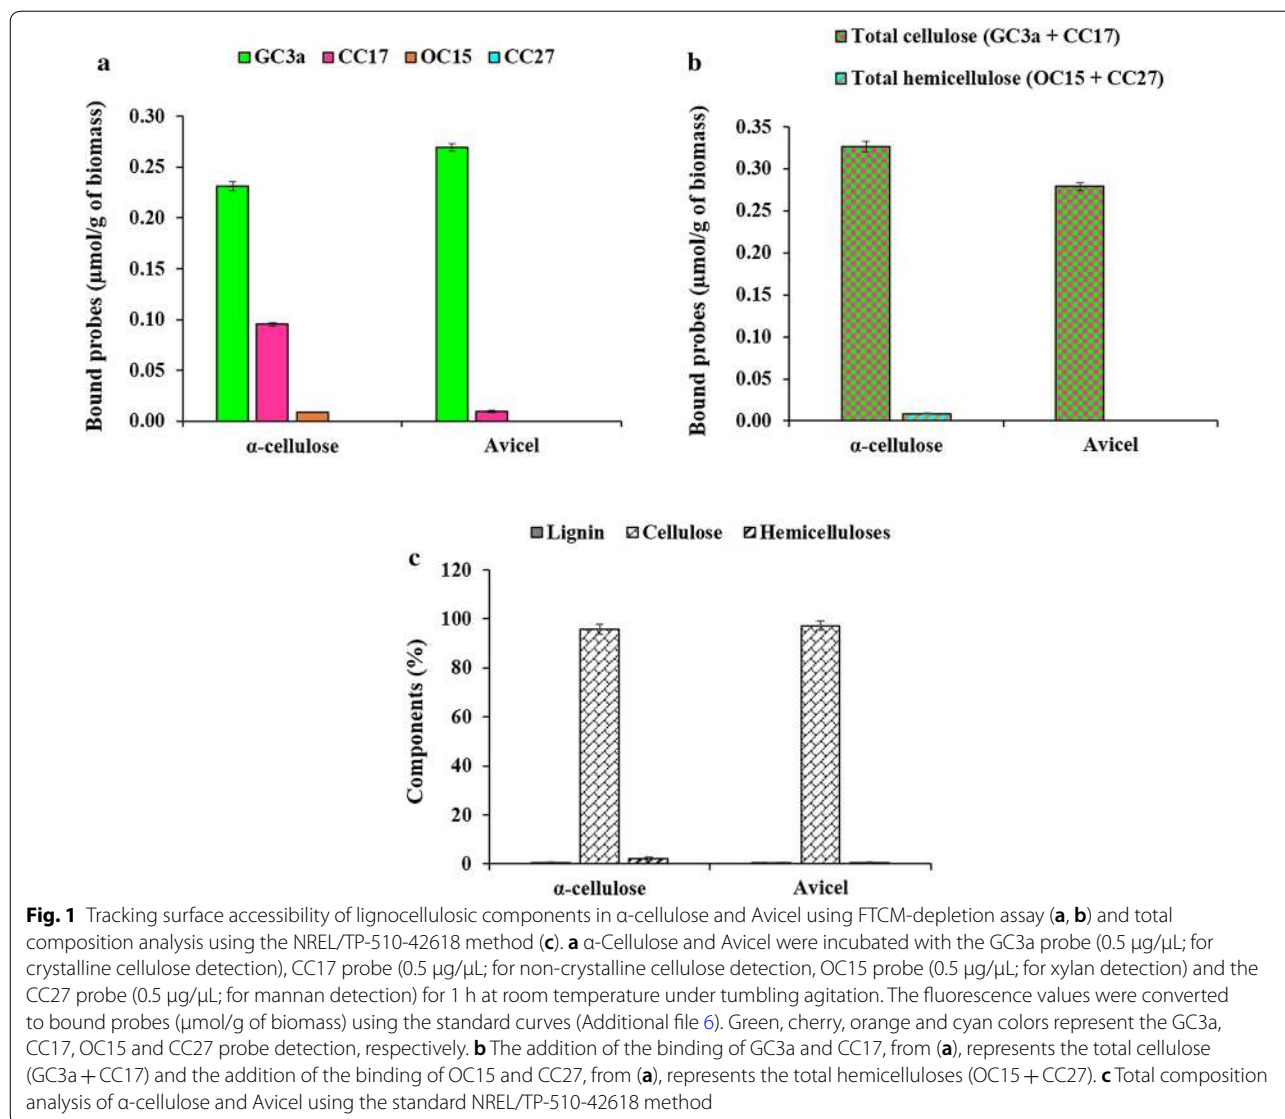 a
GC3a CC17 OC15 CC27
Bound probes (µmol/g of biomass)
0.30
0.25
0.20
0.15
0.10
0.05
0.00
α-cellulose Avicel
b
Total cellulose (GC3a + CC17)
Total hemicellulose (OC15 + CC27)
Bound probes (µmol/g of biomass)
0.35
0.30
0.25
0.20
0.15
0.10
0.05
0.00
α-cellulose Avicel
c
Lignin Cellulose Hemicelluloses
Components (%)
120
100
80
60
40
20
0
α-cellulose Avicel
Fig. 1 Tracking surface accessibility of lignocellulosic components in α-cellulose and Avicel using FTCM-depletion assay (a, b) and total
composition analysis using the NREL/TP-510-42618 method (c). a α-Cellulose and Avicel were incubated with the GC3a probe (0.5 µg/µL; for
crystalline cellulose detection), CC17 probe (0.5 µg/µL; for non-crystalline cellulose detection, OC15 probe (0.5 µg/µL; for xylan detection) and the
CC27 probe (0.5 µg/µL; for mannan detection) for 1 h at room temperature under tumbling agitation. The fluorescence values were converted
to bound probes (µmol/g of biomass) using the standard curves (Additional file 6). Green, cherry, orange and cyan colors represent the GC3a,
CC17, OC15 and CC27 probe detection, respectively. b The addition of the binding of GC3a and CC17, from (a), represents the total cellulose
(GC3a + CC17) and the addition of the binding of OC15 and CC27, from (a), represents the total hemicelluloses (OC15 + CC27). c Total composition
analysis of α-cellulose and Avicel using the standard NREL/TP-510-42618 method